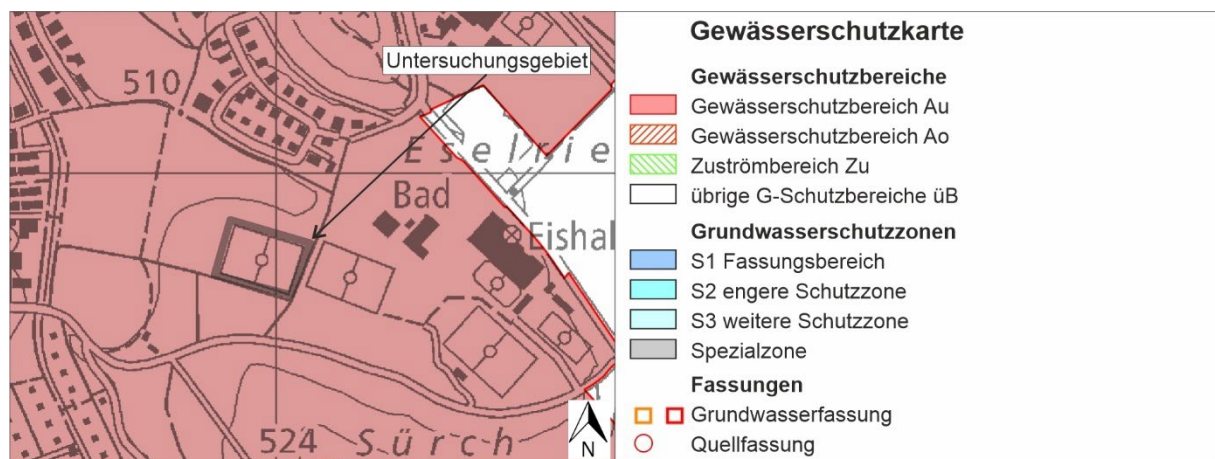 Untersuchungsgebiet
510
Eselrie
Bad
Eishal
524 Sürch
N
Gewässerschutzkarte
Gewässerschutzbereiche
Gewässerschutzbereich Au
Gewässerschutzbereich Ao
Zuströmbereich Zu
übrige G-Schutzbereiche üB
Grundwasserschutzzonen
S1 Fassungsbereich
S2 engere Schutzzone
S3 weitere Schutzzone
Spezialzone
Fassungen
Grundwasserfassung
Quellfassung